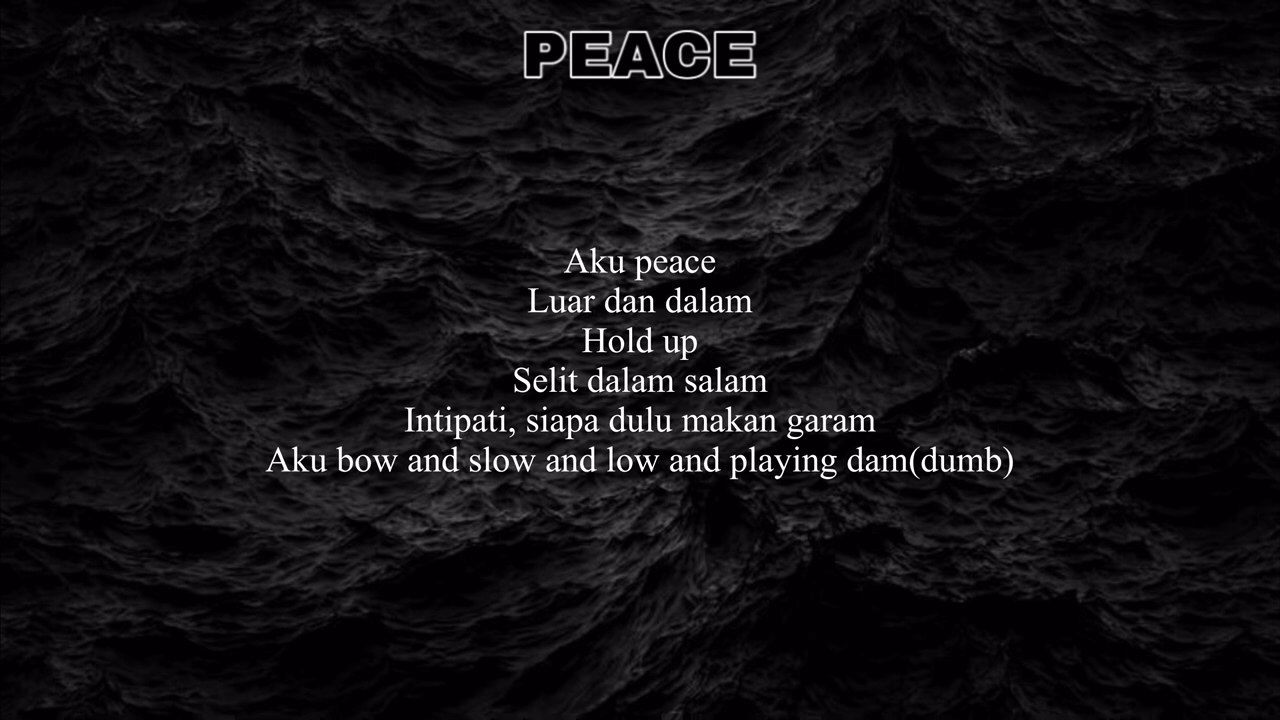 PEACE
Aku peace
Luar dan dalam
Hold up
Selit dalam salam
Intipati, siapa dulu makan garam
Aku bow and slow and low and playing dam(dumb)